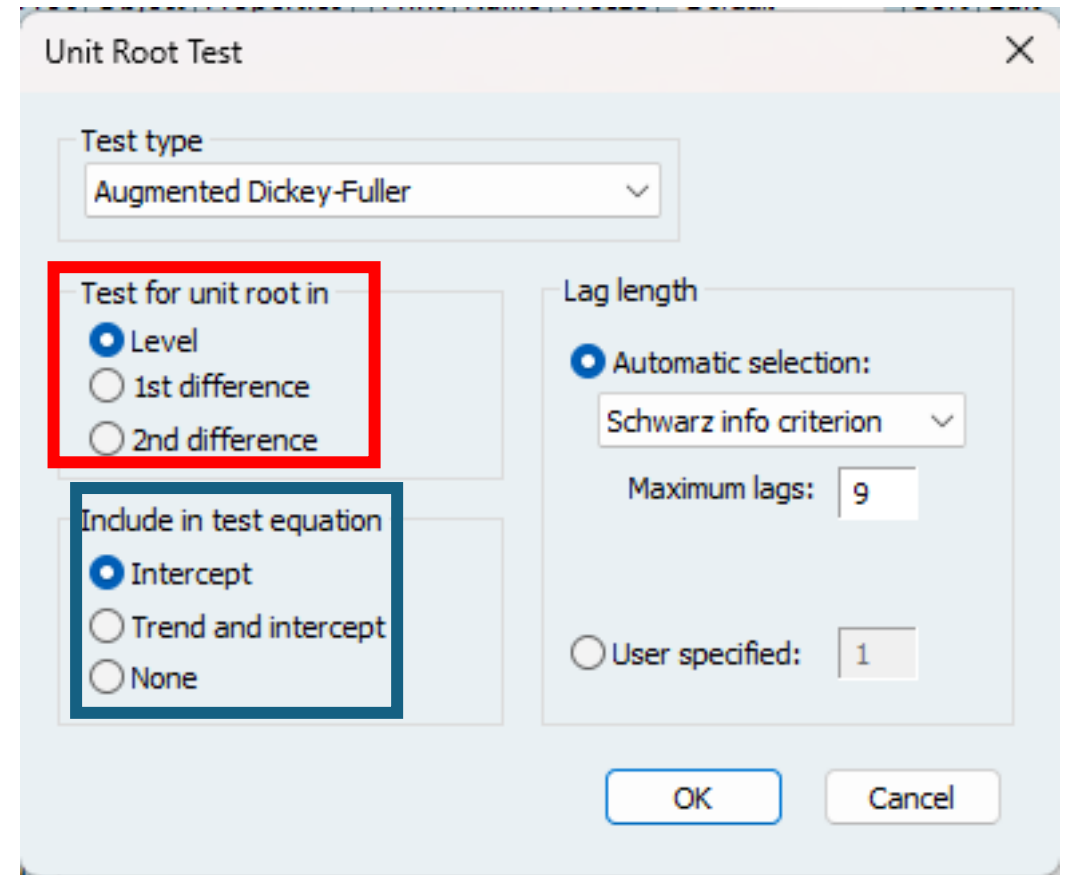 Unit Root Test
Test type
Augmented Dickey-Fuller
Test for unit root in
Level
1st difference
2nd difference
Include in test equation
Intercept
Trend and intercept
None
Lag length
Automatic selection:
Schwarz info criterion
Maximum lags: 9
User specified: 1
OK
Cancel